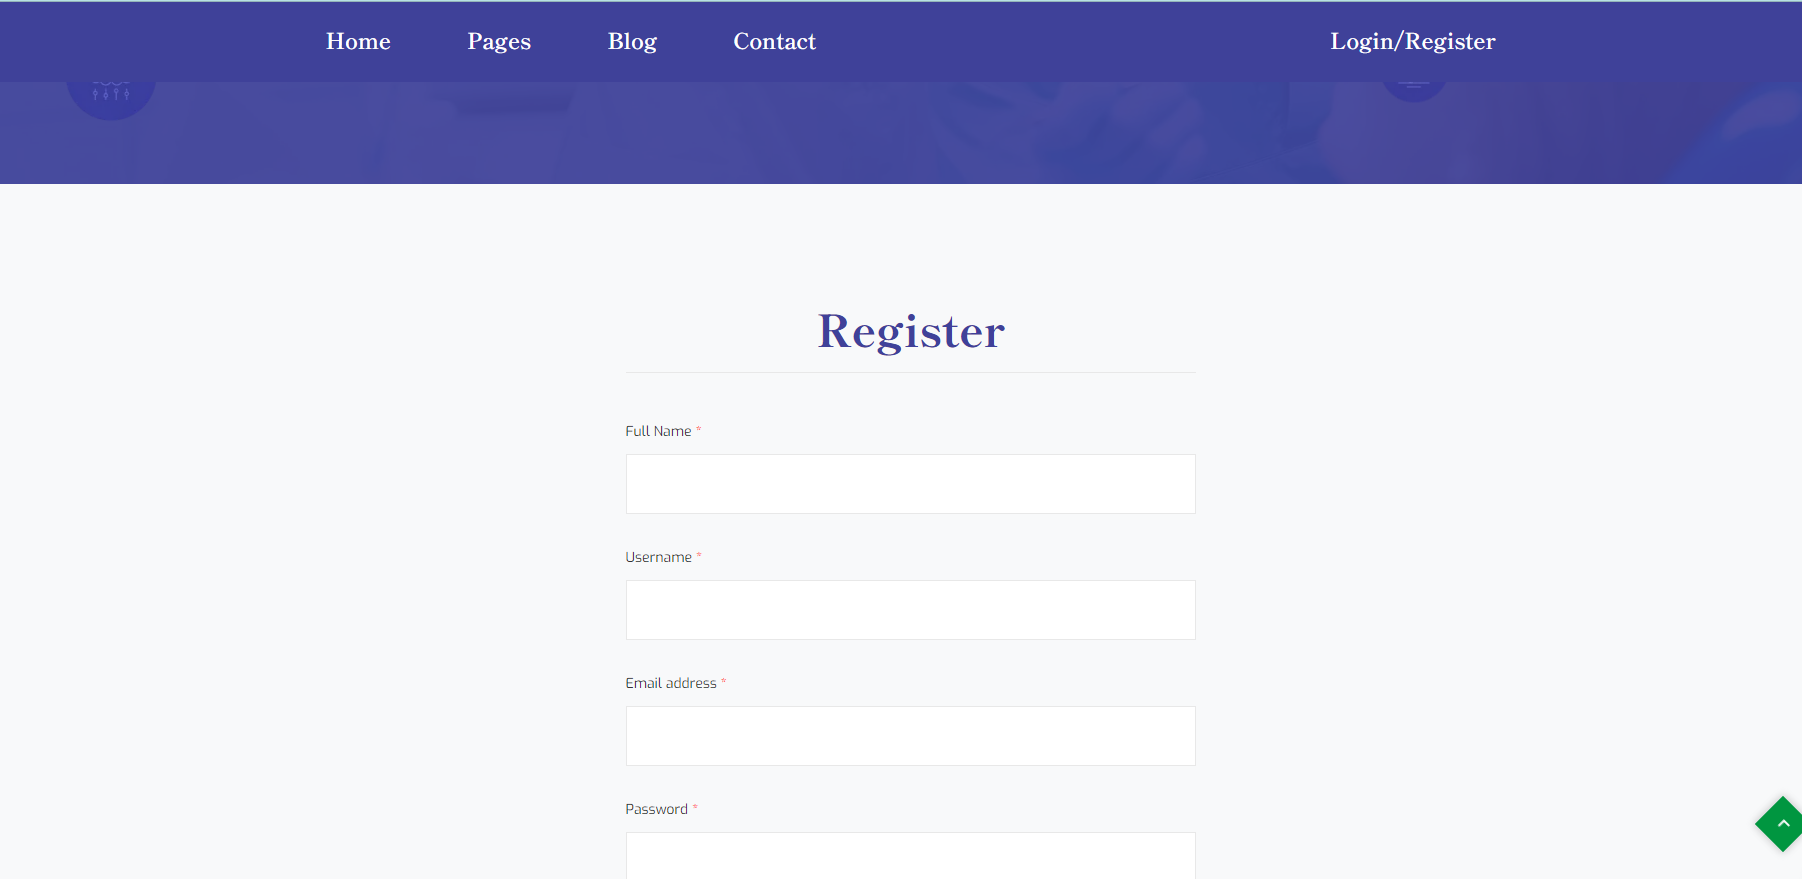 Home Pages Blog Contact Login/Register
Register
Full Name *
Username *
Email address *
Password *